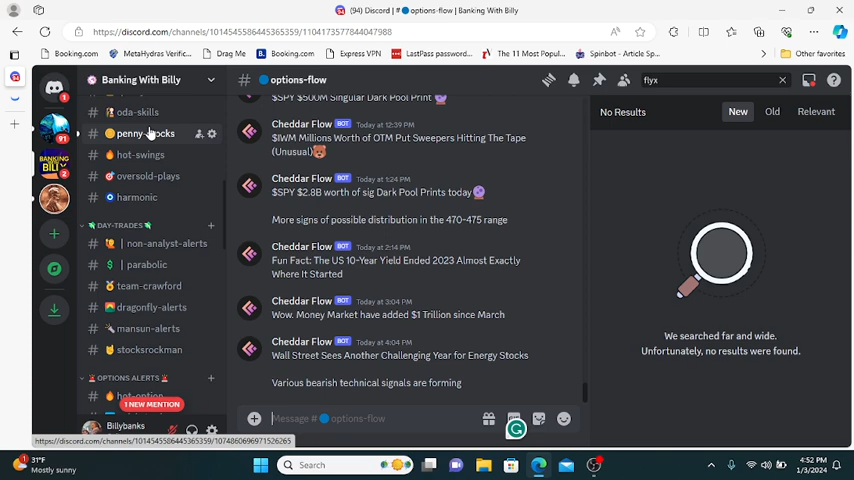 (94) Discord | #🔵options-flow | Banking With Billy
https://discord.com/channels/1014545586445365359/1104173577844047988
Booking.com
MetaHydras Verific...
Drag Me
Booking.com
Express VPN
LastPass password...
The 11 Most Popul...
Spinbot - Article Sp...
Other favorites
Banking With Billy
# 🔵options-flow
flyx
1
91
2
# oda-skills
# penny-stocks
# hot-swings
# oversold-plays
# harmonic
DAY-TRADES
# | non-analyst-alerts
# $ | parabolic
# team-crawford
# dragonfly-alerts
# mansun-alerts
# stocksrockman
OPTIONS ALERTS
# hot-option
1 NEW MENTION
Billybanks
$SPY $500M Singular Dark Pool Print
Cheddar Flow BOT Today at 12:39 PM
$IWM Millions Worth of OTM Put Sweepers Hitting The Tape
(Unusual)
Cheddar Flow BOT Today at 1:24 PM
$SPY $2.8B worth of sig Dark Pool Prints today
More signs of possible distribution in the 470-475 range
Cheddar Flow BOT Today at 2:14 PM
Fun Fact: The US 10-Year Yield Ended 2023 Almost Exactly
Where It Started
Cheddar Flow BOT Today at 3:04 PM
Wow. Money Market have added $1 Trillion since March
Cheddar Flow BOT Today at 4:04 PM
Wall Street Sees Another Challenging Year for Energy Stocks
Various bearish technical signals are forming
Message #🔵options-flow
GIF
No Results
New
Old
Relevant
We searched far and wide.
Unfortunately, no results were found.
https://discord.com/channels/1014545586445365359/1074860696971526265
31°F
Mostly sunny
Search
4:52 PM
1/3/2024